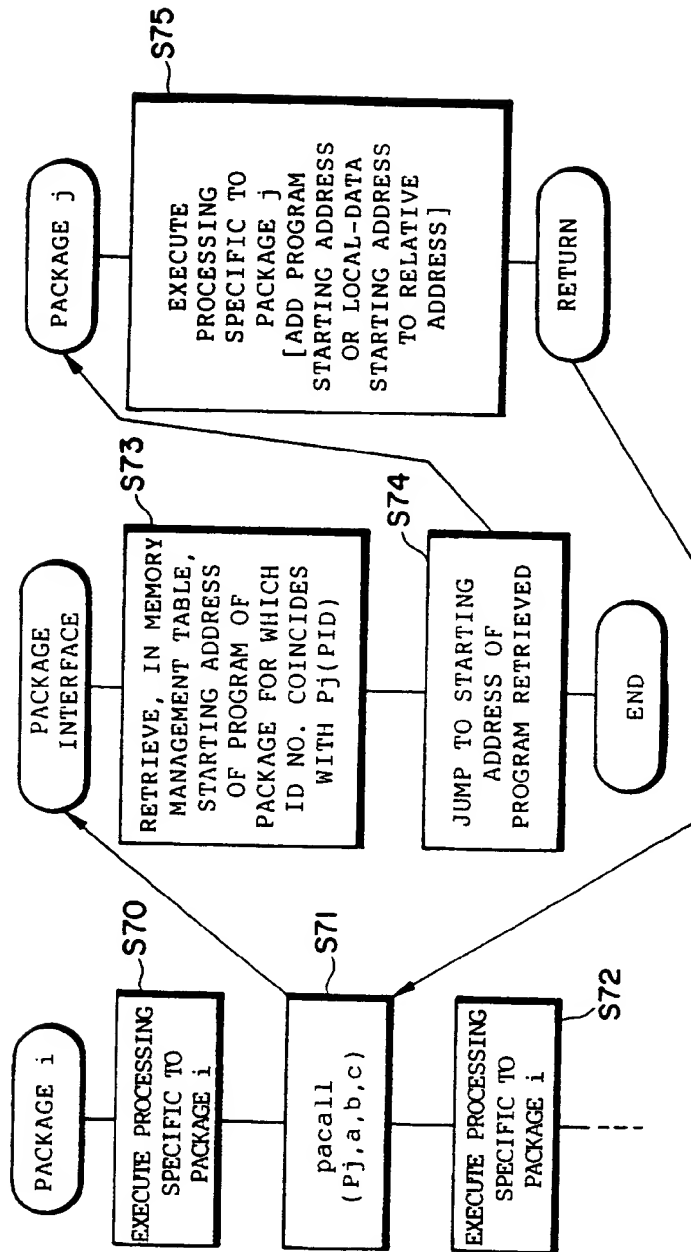 PACKAGE i
S70
EXECUTE PROCESSING
SPECIFIC TO
PACKAGE i
S71
pacall
(Pj,a,b,c)
S72
EXECUTE PROCESSING
SPECIFIC TO
PACKAGE i
PACKAGE
INTERFACE
S73
RETRIEVE, IN MEMORY
MANAGEMENT TABLE,
STARTING ADDRESS
OF PROGRAM OF
PACKAGE FOR WHICH
ID NO. COINCIDES
WITH Pj(PID)
S74
JUMP TO STARTING
ADDRESS OF
PROGRAM RETRIEVED
END
PACKAGE j
S75
EXECUTE
PROCESSING
SPECIFIC TO
PACKAGE j
[ADD PROGRAM
STARTING ADDRESS
OR LOCAL-DATA
STARTING ADDRESS
TO RELATIVE
ADDRESS]
RETURN